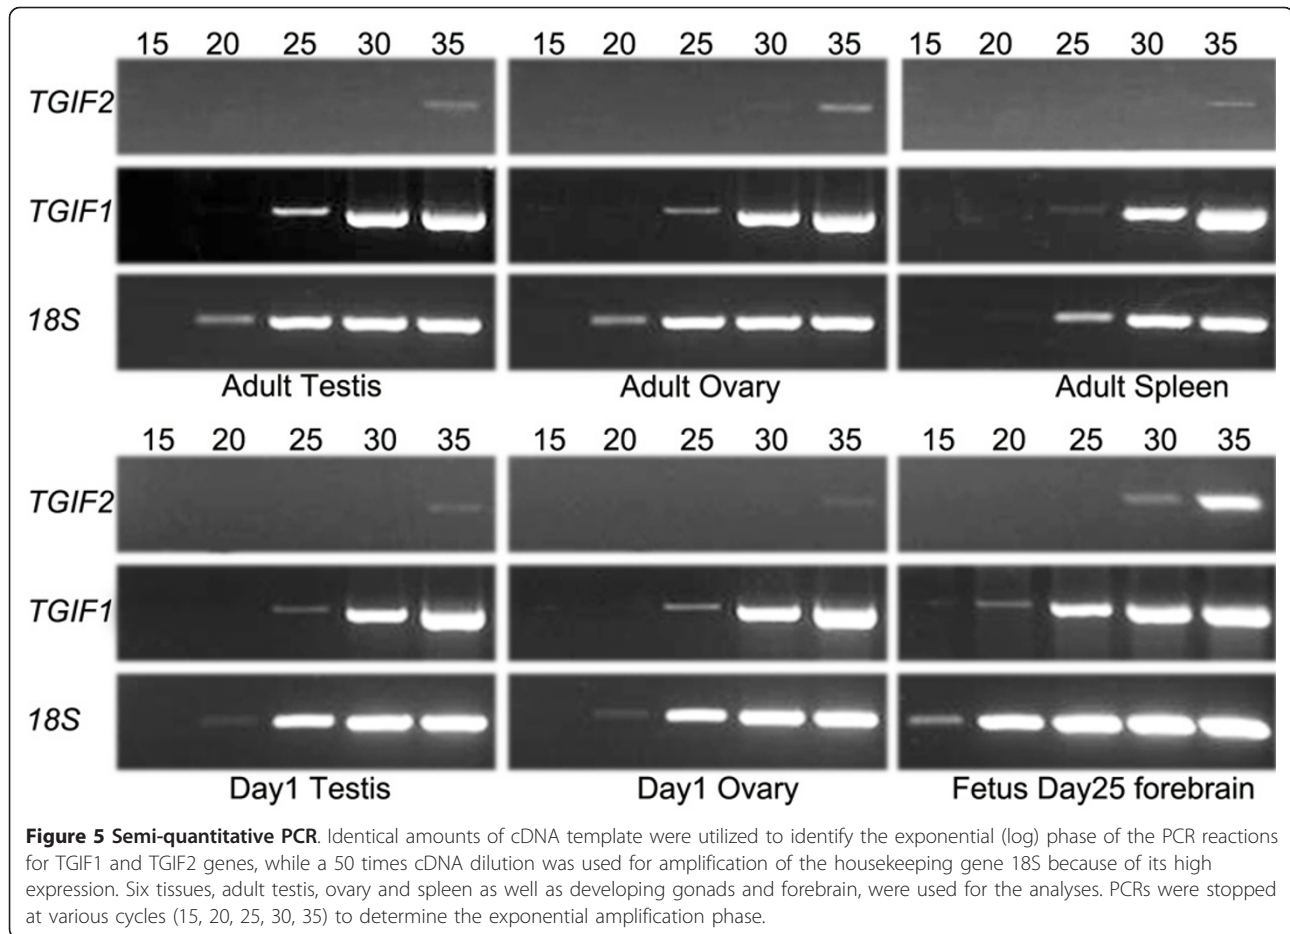 15 20 25 30 35 15 20 25 30 35 15 20 25 30 35
TGIF2
TGIF1
18S
Adult Testis Adult Ovary Adult Spleen
15 20 25 30 35 15 20 25 30 35 15 20 25 30 35
TGIF2
TGIF1
18S
Day1 Testis Day1 Ovary Fetus Day25 forebrain
Figure 5 Semi-quantitative PCR. Identical amounts of cDNA template were utilized to identify the exponential (log) phase of the PCR reactions
for TGIF1 and TGIF2 genes, while a 50 times cDNA dilution was used for amplification of the housekeeping gene 18S because of its high
expression. Six tissues, adult testis, ovary and spleen as well as developing gonads and forebrain, were used for the analyses. PCRs were stopped
at various cycles (15, 20, 25, 30, 35) to determine the exponential amplification phase.